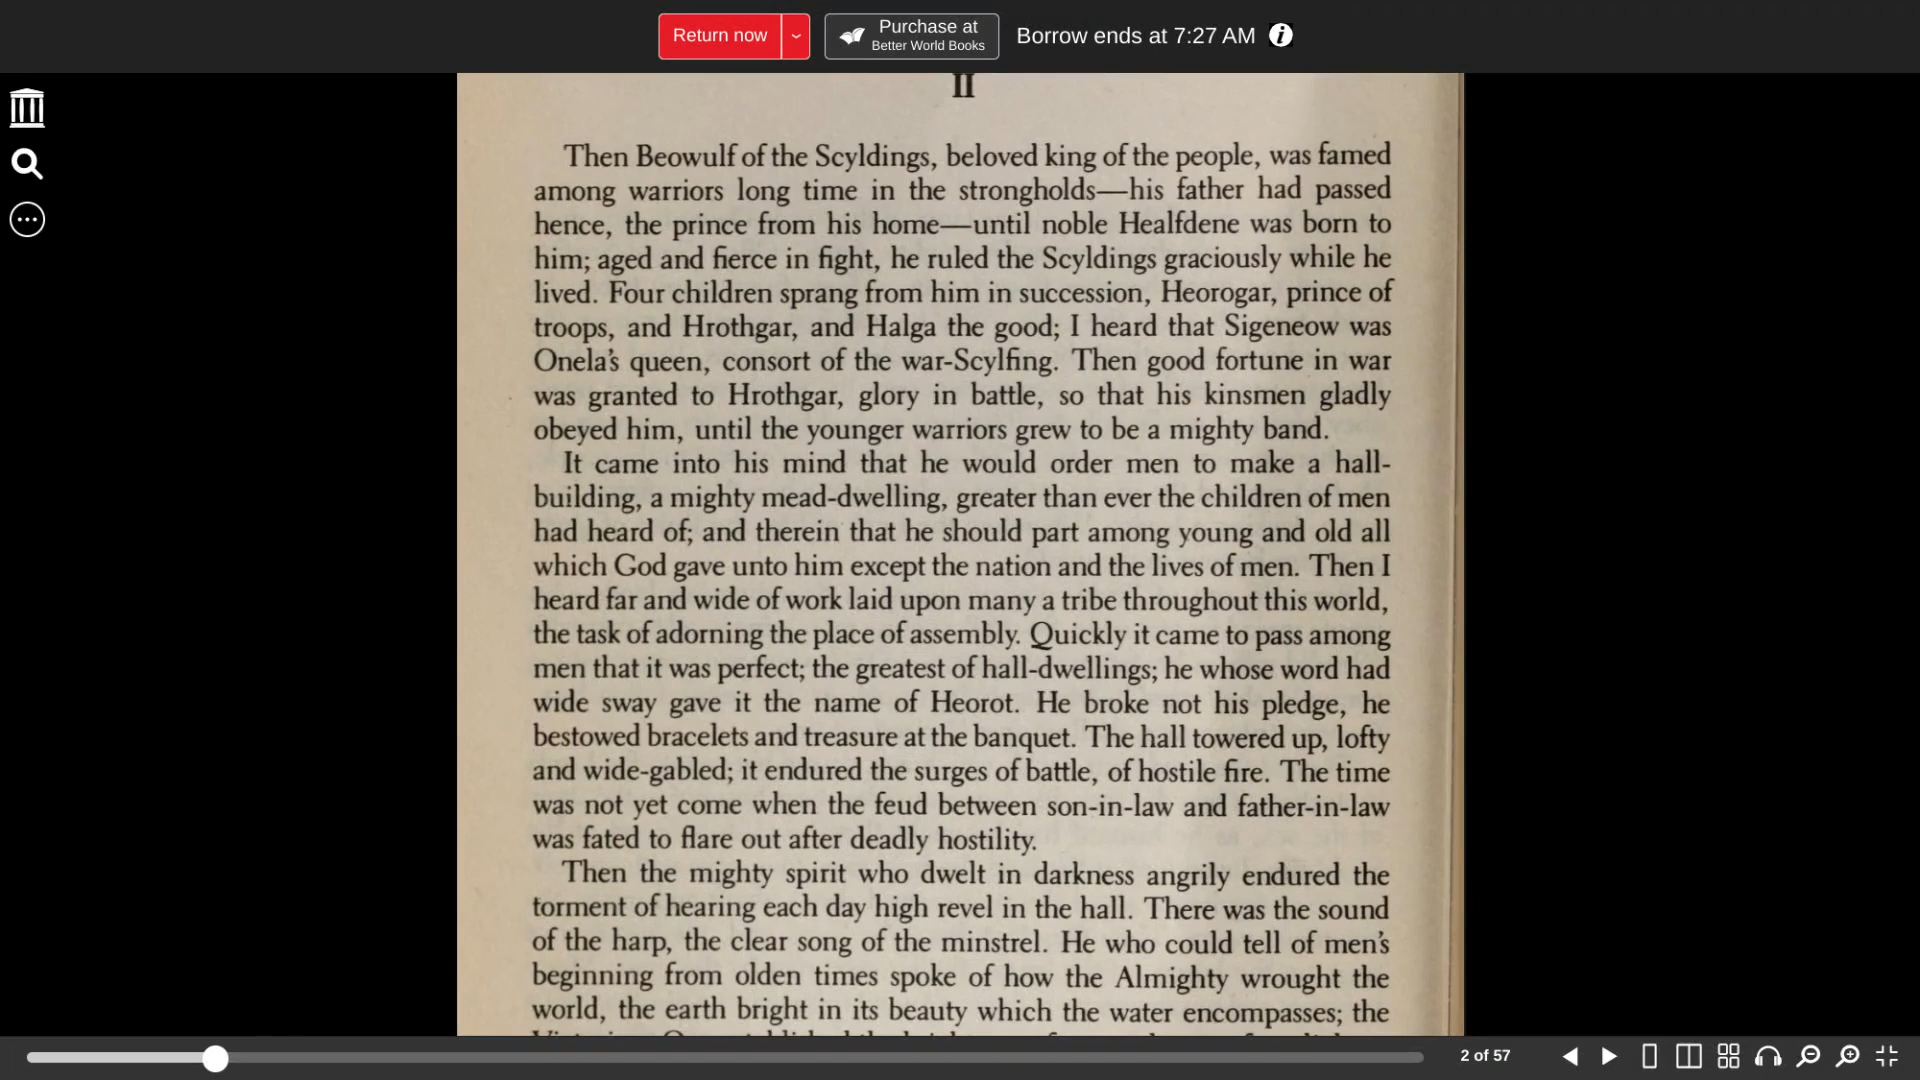 Return now
Purchase at
Better World Books
Borrow ends at 7:27 AM
II
Then Beowulf of the Scyldings, beloved king of the people, was famed
among warriors long time in the strongholds—his father had passed
hence, the prince from his home—until noble Healfdene was born to
him; aged and fierce in fight, he ruled the Scyldings graciously while he
lived. Four children sprang from him in succession, Heorogar, prince of
troops, and Hrothgar, and Halga the good; I heard that Sigeneow was
Onela's queen, consort of the war-Scylfing. Then good fortune in war
was granted to Hrothgar, glory in battle, so that his kinsmen gladly
obeyed him, until the younger warriors grew to be a mighty band.
It came into his mind that he would order men to make a hall-
building, a mighty mead-dwelling, greater than ever the children of men
had heard of; and therein that he should part among young and old all
which God gave unto him except the nation and the lives of men. Then I
heard far and wide of work laid upon many a tribe throughout this world,
the task of adorning the place of assembly. Quickly it came to pass among
men that it was perfect; the greatest of hall-dwellings; he whose word had
wide sway gave it the name of Heorot. He broke not his pledge, he
bestowed bracelets and treasure at the banquet. The hall towered up, lofty
and wide-gabled; it endured the surges of battle, of hostile fire. The time
was not yet come when the feud between son-in-law and father-in-law
was fated to flare out after deadly hostility.
Then the mighty spirit who dwelt in darkness angrily endured the
torment of hearing each day high revel in the hall. There was the sound
of the harp, the clear song of the minstrel. He who could tell of men's
beginning from olden times spoke of how the Almighty wrought the
world, the earth bright in its beauty which the water encompasses; the
2 of 57